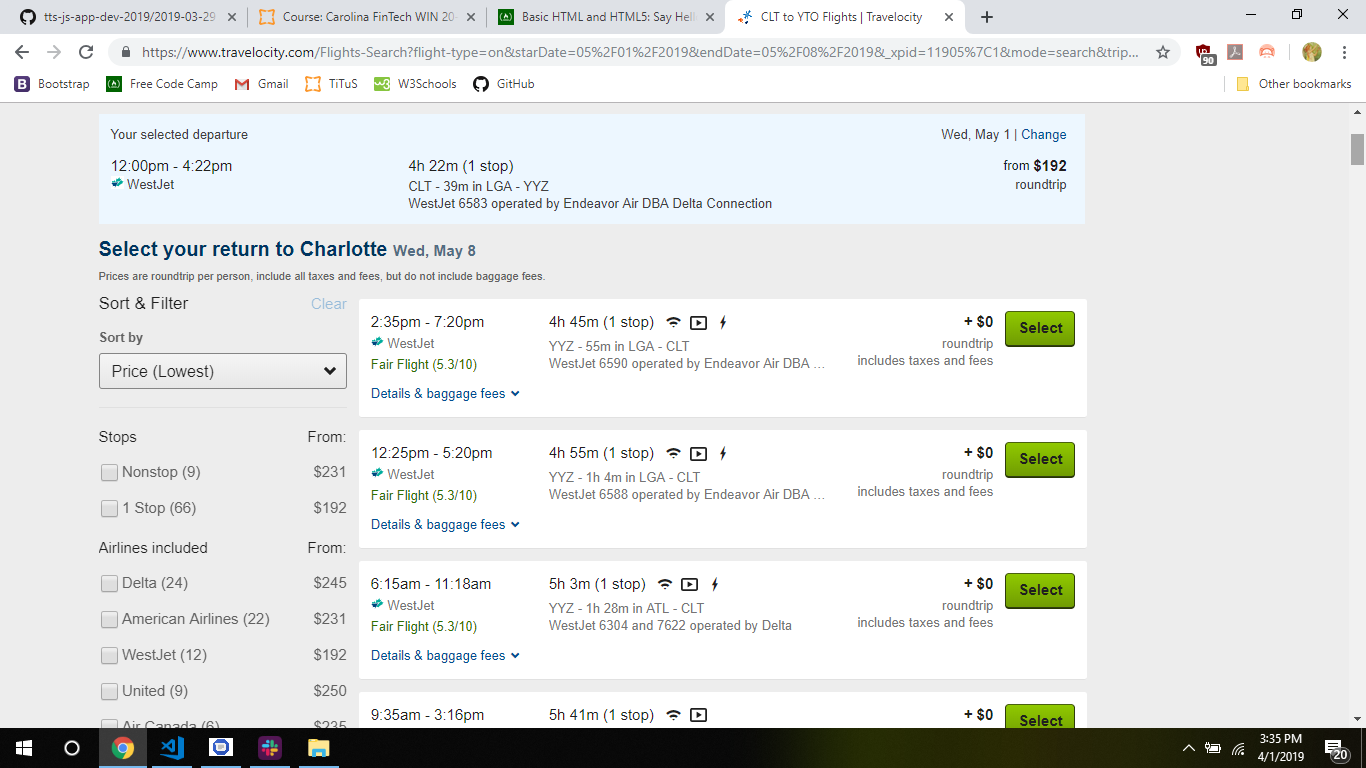 tts-js-app-dev-2019/2019-03-29
Course: Carolina FinTech WIN 20
Basic HTML and HTML5: Say Hell
CLT to YTO Flights | Travelocity
https://www.travelocity.com/Flights-Search?flight-type=on&starDate=05%2F01%2F2019&endDate=05%2F08%2F2019&_xpid=11905%7C1&mode=search&trip...
90
Bootstrap
Free Code Camp
Gmail
TiTuS
W3Schools
GitHub
Other bookmarks
Your selected departure
Wed, May 1 | Change
12:00pm - 4:22pm
4h 22m (1 stop)
from $192
WestJet
CLT - 39m in LGA - YYZ
roundtrip
WestJet 6583 operated by Endeavor Air DBA Delta Connection
Select your return to Charlotte Wed, May 8
Prices are roundtrip per person, include all taxes and fees, but do not include baggage fees.
Sort & Filter
Clear
Sort by
Price (Lowest)
Stops
From:
Nonstop (9)
$231
1 Stop (66)
$192
Airlines included
From:
Delta (24)
$245
American Airlines (22)
$231
WestJet (12)
$192
United (9)
$250
Air Canada (6)
$235
2:35pm - 7:20pm
4h 45m (1 stop)
+ $0
Select
WestJet
YYZ - 55m in LGA - CLT
roundtrip
Fair Flight (5.3/10)
WestJet 6590 operated by Endeavor Air DBA ...
includes taxes and fees
Details & baggage fees
12:25pm - 5:20pm
4h 55m (1 stop)
+ $0
Select
WestJet
YYZ - 1h 4m in LGA - CLT
roundtrip
Fair Flight (5.3/10)
WestJet 6588 operated by Endeavor Air DBA ...
includes taxes and fees
Details & baggage fees
6:15am - 11:18am
5h 3m (1 stop)
+ $0
Select
WestJet
YYZ - 1h 28m in ATL - CLT
roundtrip
Fair Flight (5.3/10)
WestJet 6304 and 7622 operated by Delta
includes taxes and fees
Details & baggage fees
9:35am - 3:16pm
5h 41m (1 stop)
+ $0
Select
3:35 PM
4/1/2019
20